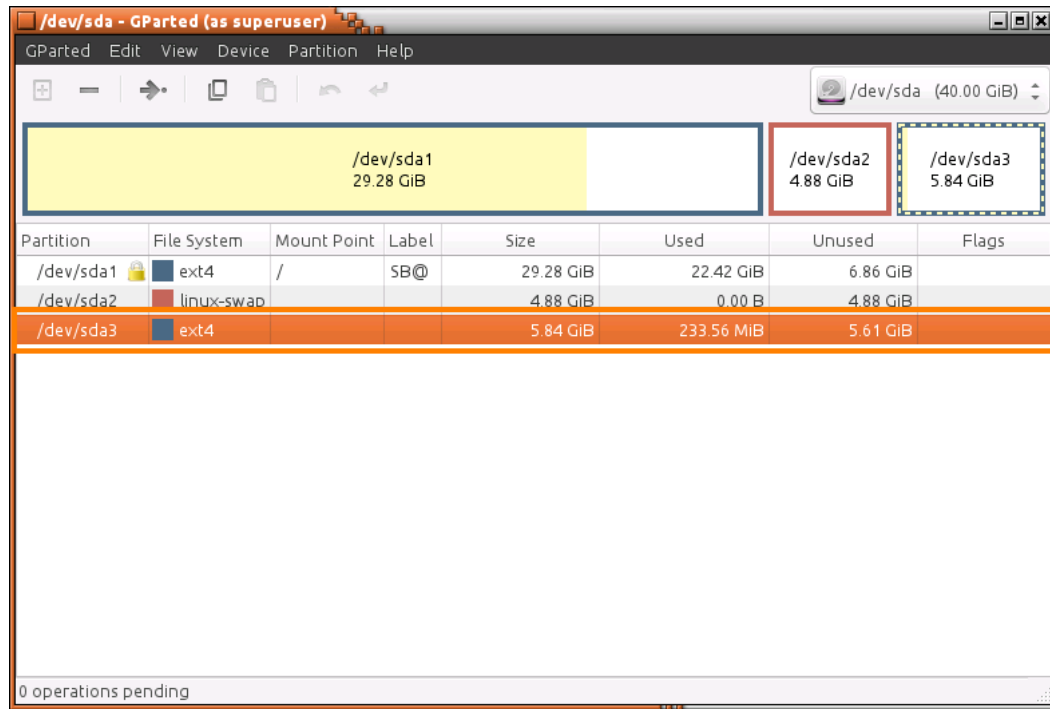 /dev/sda - GParted (as superuser)
GParted Edit View Device Partition Help
/dev/sda (40.00 GiB)
/dev/sda1
29.28 GiB
/dev/sda2
4.88 GiB
/dev/sda3
5.84 GiB
Partition File System Mount Point Label Size Used Unused Flags
/dev/sda1 ext4 / SB@ 29.28 GiB 22.42 GiB 6.86 GiB
/dev/sda2 linux-swap 4.88 GiB 0.00 B 4.88 GiB
/dev/sda3 ext4 5.84 GiB 233.56 MiB 5.61 GiB
0 operations pending